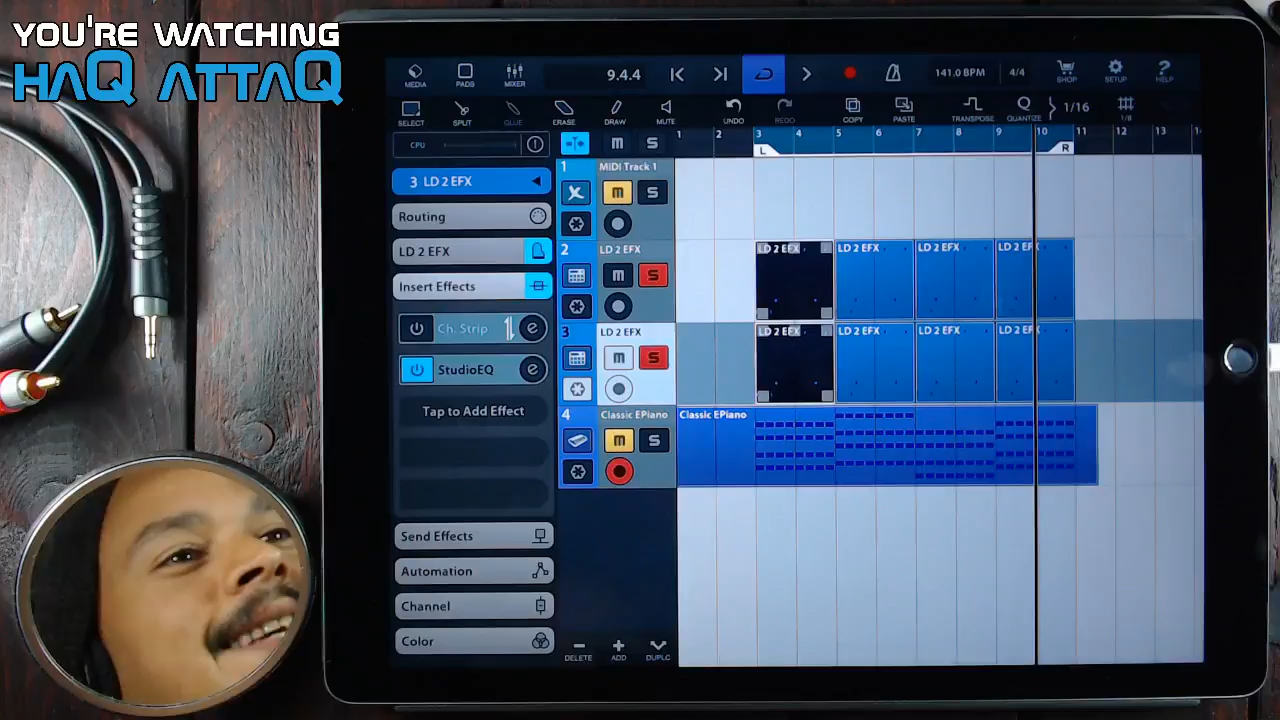 YOU'RE WATCHING
HAQ ATTAQ
MEDIA
PADS
MIXER
9.4.4
141.0 BPM
4/4
SHOP
SETUP
HELP
SELECT
SPLIT
GLUE
ERASE
DRAW
MUTE
UNDO
REDO
COPY
PASTE
TRANSPOSE
QUANTIZE
1/16
1/8
CPU
M
S
1 2 3 4 5 6 7 8 9 10 11 12 13
L
R
3 LD 2 EFX
Routing
LD 2 EFX
Insert Effects
Ch. Strip
e
StudioEQ
e
Tap to Add Effect
Send Effects
Automation
Channel
Color
1
MIDI Track 1
M
S
2
LD 2 EFX
M
S
LD 2 EFX
LD 2 EFX
LD 2 EFX
LD 2 EFX
3
LD 2 EFX
M
S
LD 2 EFX
LD 2 EFX
LD 2 EFX
LD 2 EFX
4
Classic EPiano
M
S
Classic EPiano
DELETE
ADD
DUPLC